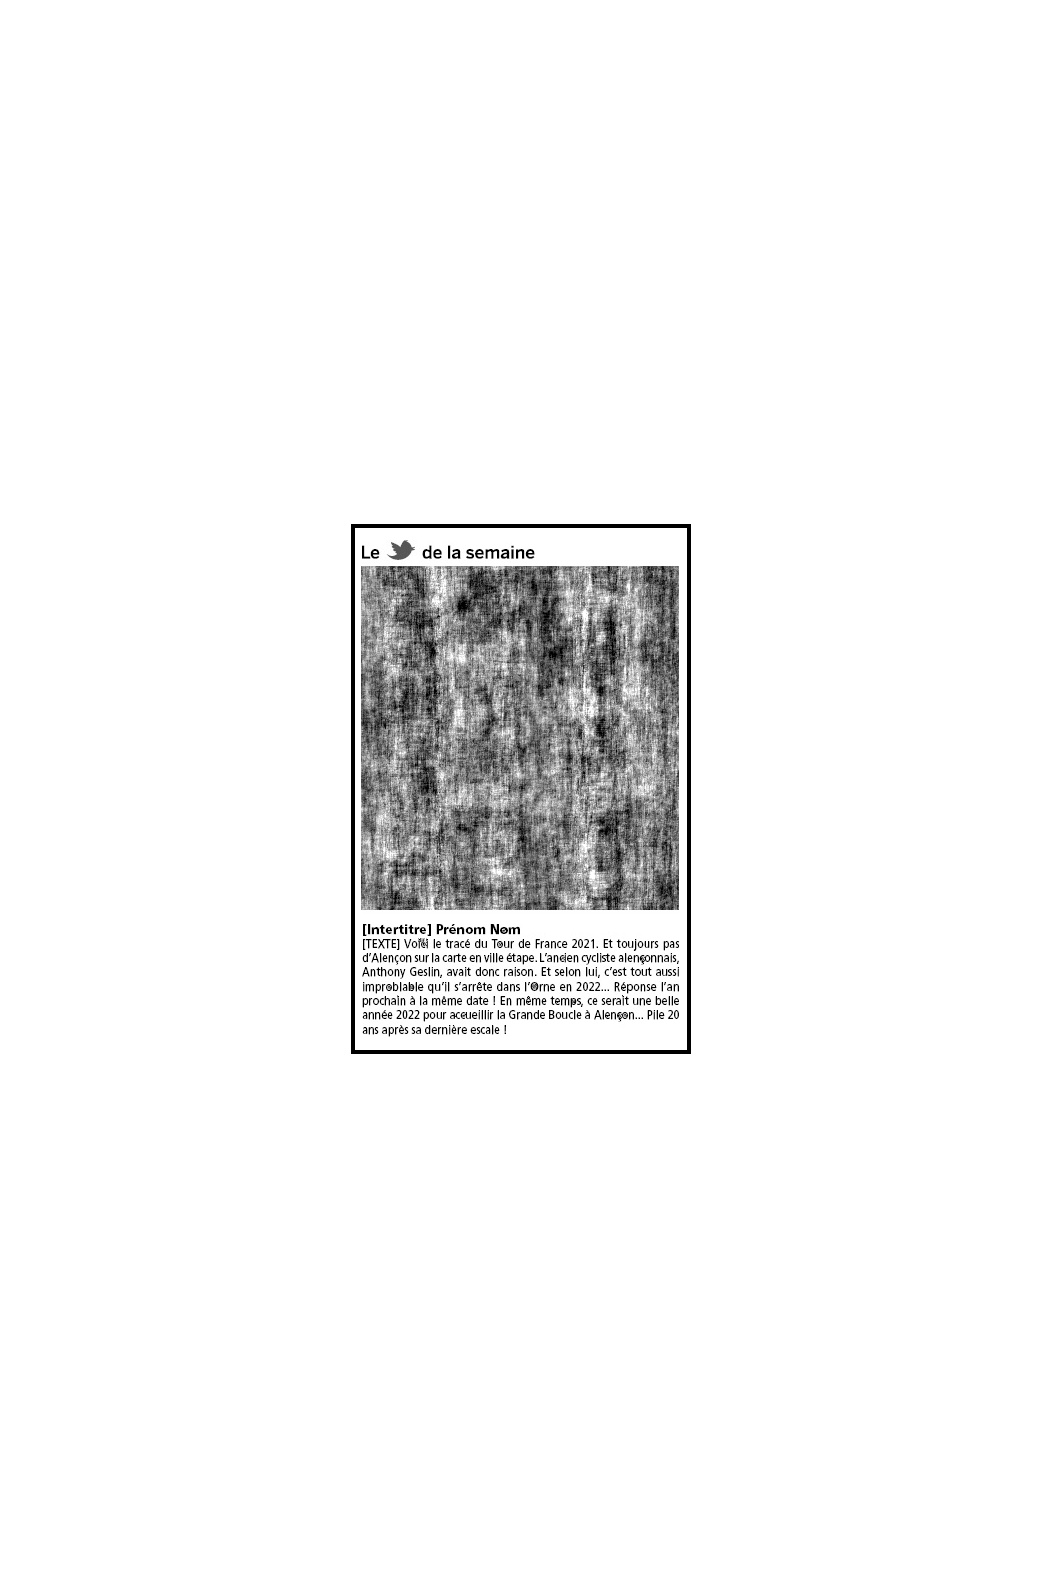 Le de la semaine
[Intertitre] Prénom Nom
[TEXTE] Voici le tracé du Tour de France 2021. Et toujours pas
d'Alençon sur la carte en ville étape. L'ancien cycliste alençonnais,
Anthony Geslin, avait donc raison. Et selon lui, c'est tout aussi
improblable qu'il s'arrête dans l'Orne en 2022... Réponse l'an
prochain à la même date ! En même temps, ce serait une belle
année 2022 pour aceueillir la Grande Boucle à Alençon... Pile 20
ans après sa dernière escale !